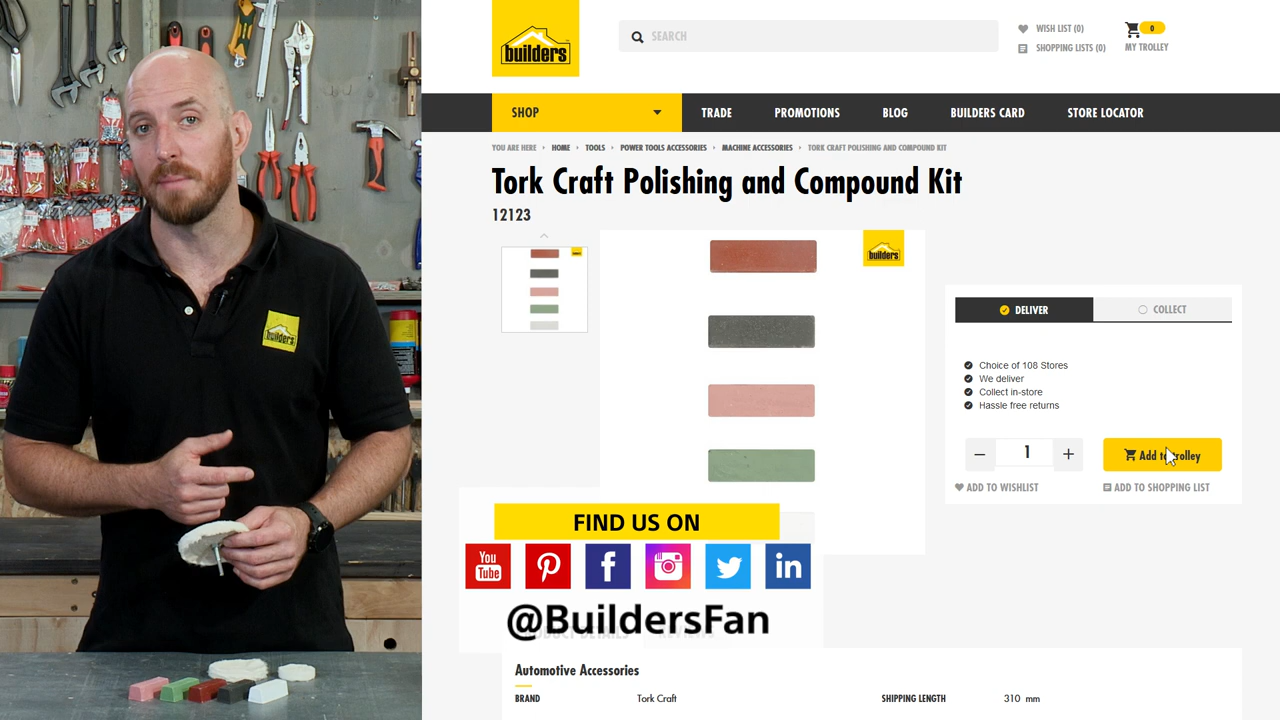 builders
builders
SEARCH
WISH LIST (0)
SHOPPING LISTS (0)
0
MY TROLLEY
SHOP
TRADE
PROMOTIONS
BLOG
BUILDERS CARD
STORE LOCATOR
YOU ARE HERE › HOME › TOOLS › POWER TOOLS ACCESSORIES › MACHINE ACCESSORIES › TORK CRAFT POLISHING AND COMPOUND KIT
Tork Craft Polishing and Compound Kit
12123
builders
DELIVER
COLLECT
Choice of 108 Stores
We deliver
Collect in-store
Hassle free returns
− 1 +
Add to trolley
ADD TO WISHLIST
ADD TO SHOPPING LIST
FIND US ON
You Tube
in
@BuildersFan
Automotive Accessories
BRAND Tork Craft SHIPPING LENGTH 310 mm